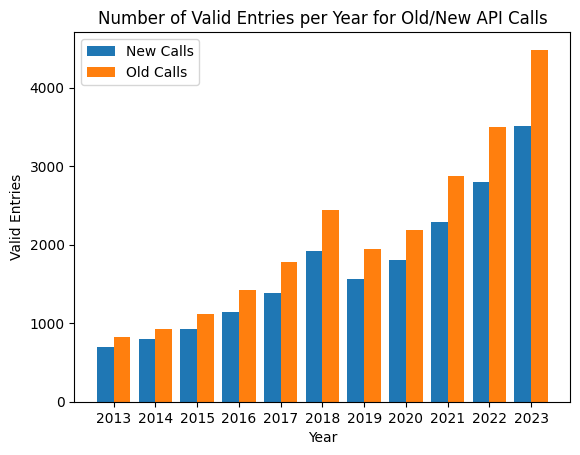 Number of Valid Entries per Year for Old/New API Calls
New Calls
Old Calls
Valid Entries
4000
3000
2000
1000
0
2013 2014 2015 2016 2017 2018 2019 2020 2021 2022 2023
Year